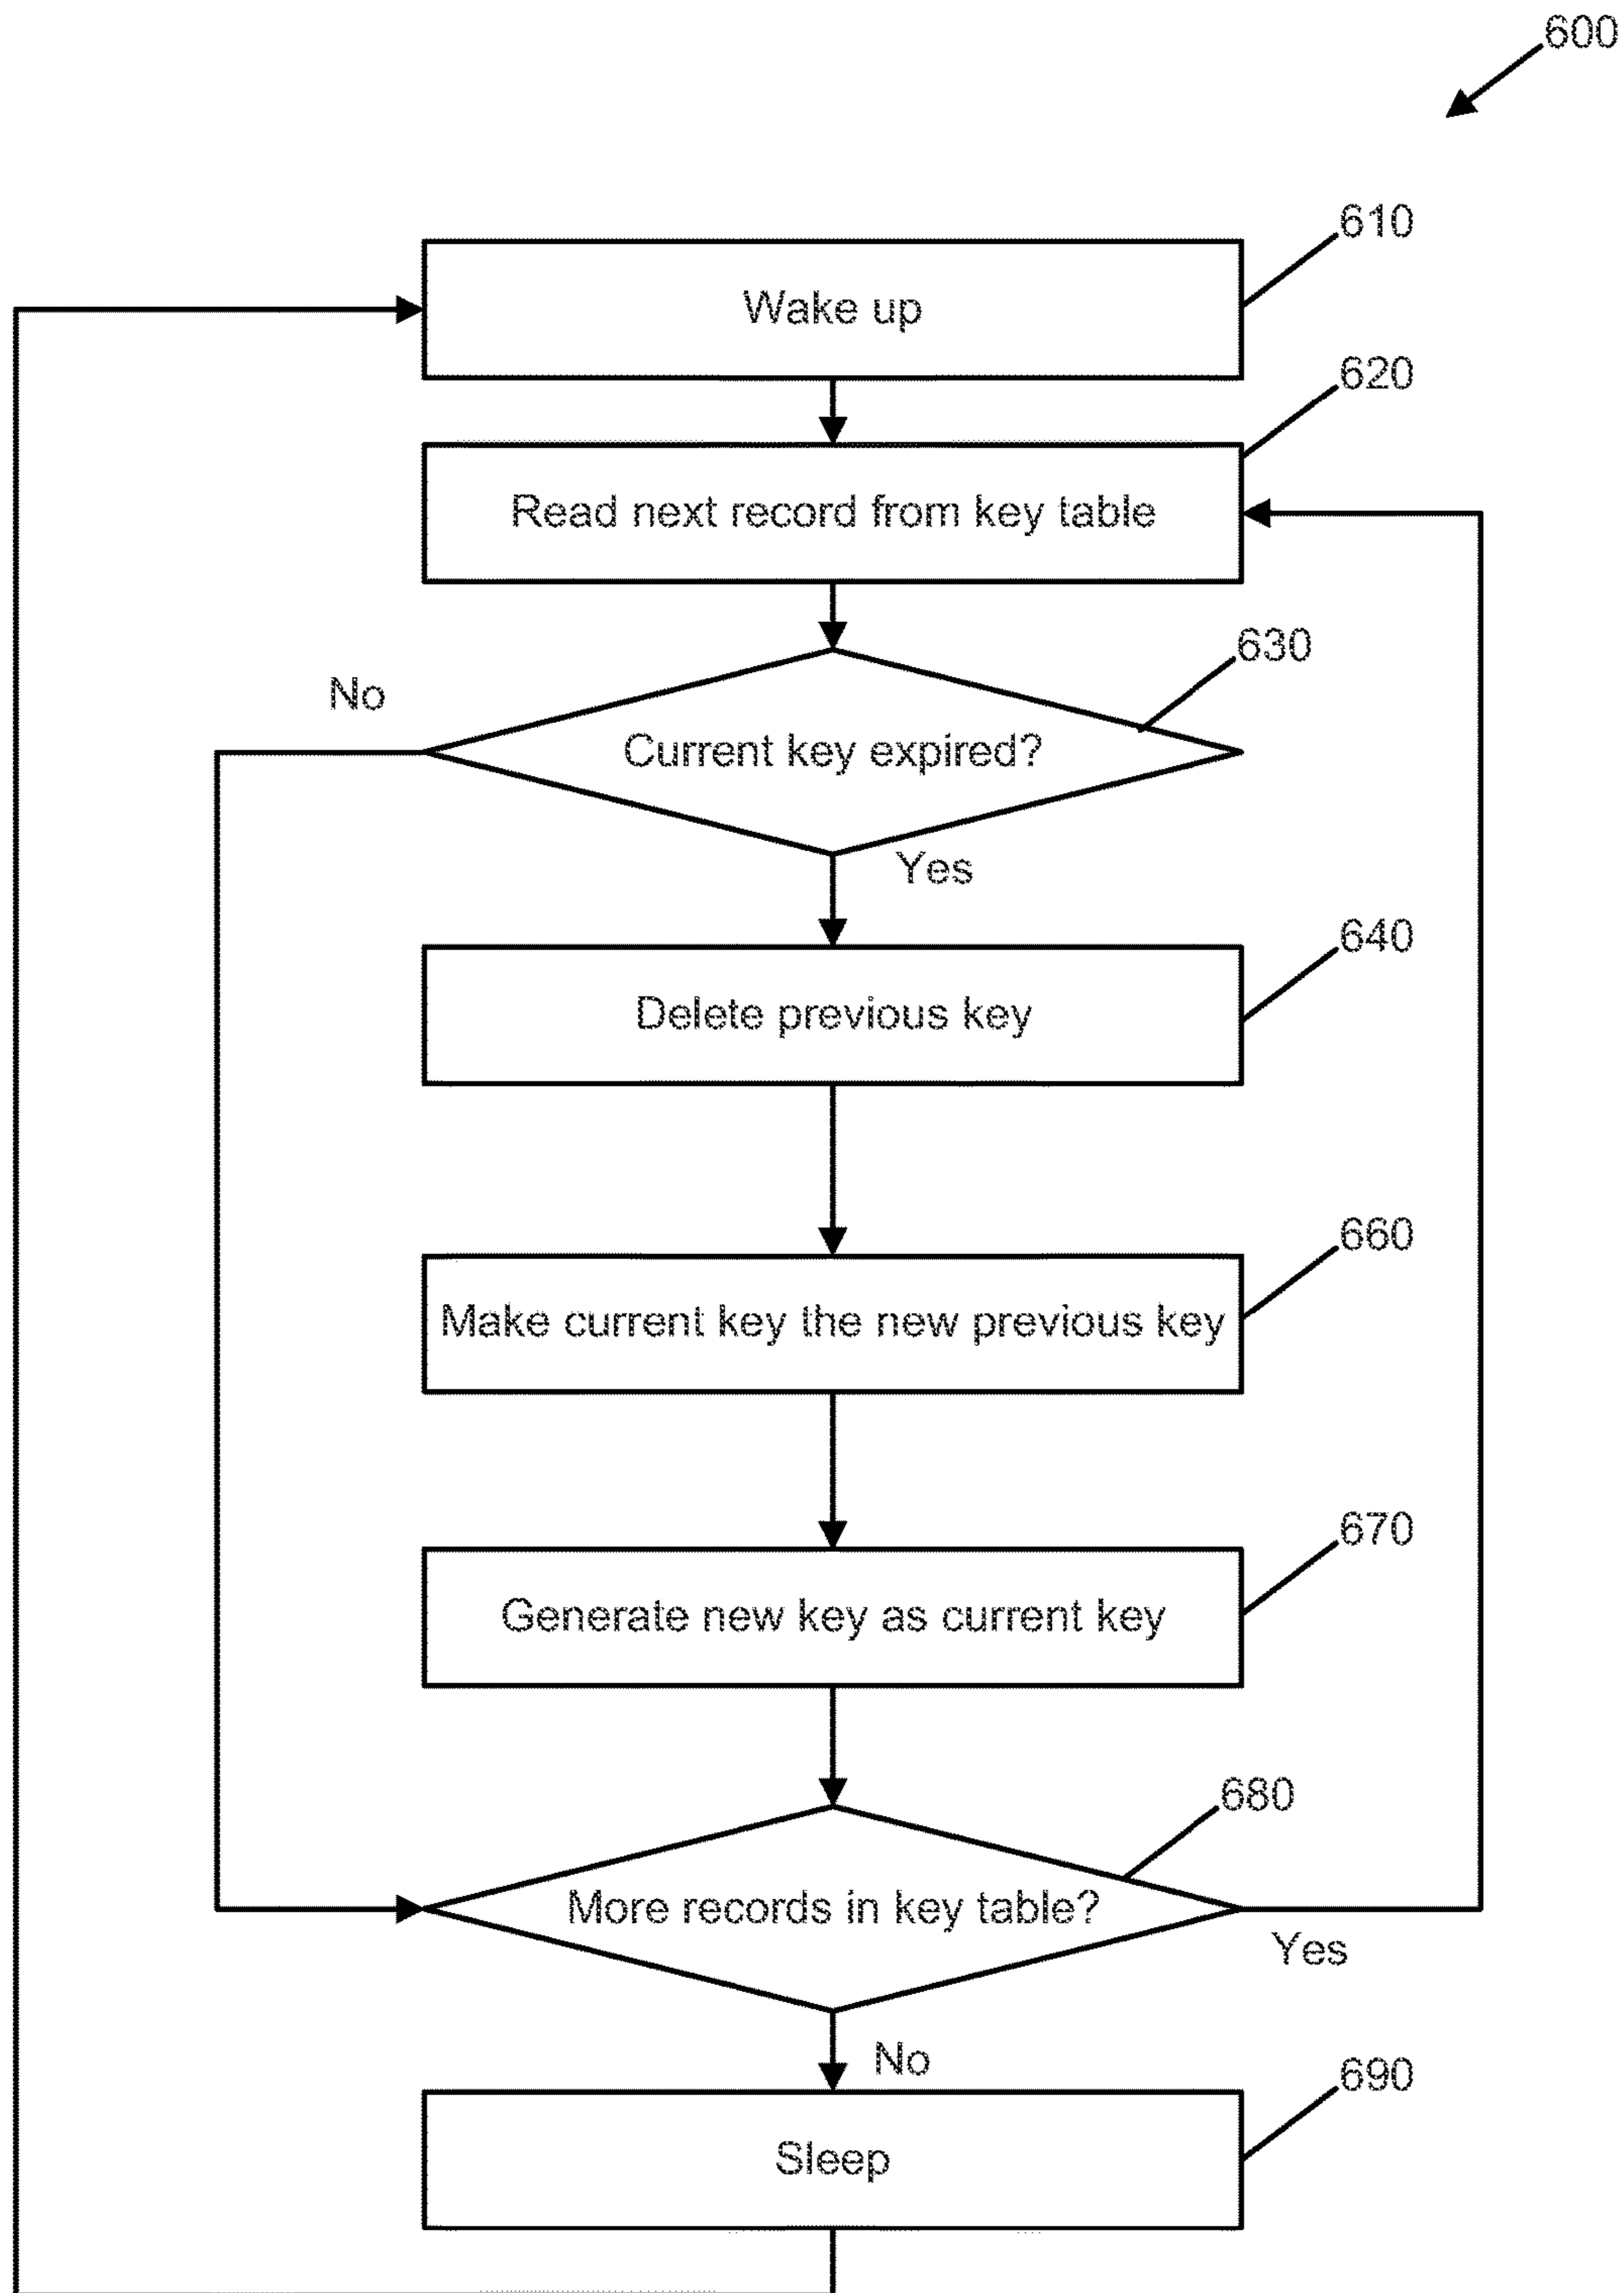 600
610
Wake up
620
Read next record from key table
630
No
Current key expired?
Yes
640
Delete previous key
660
Make current key the new previous key
670
Generate new key as current key
680
More records in key table?
Yes
No
690
Sleep